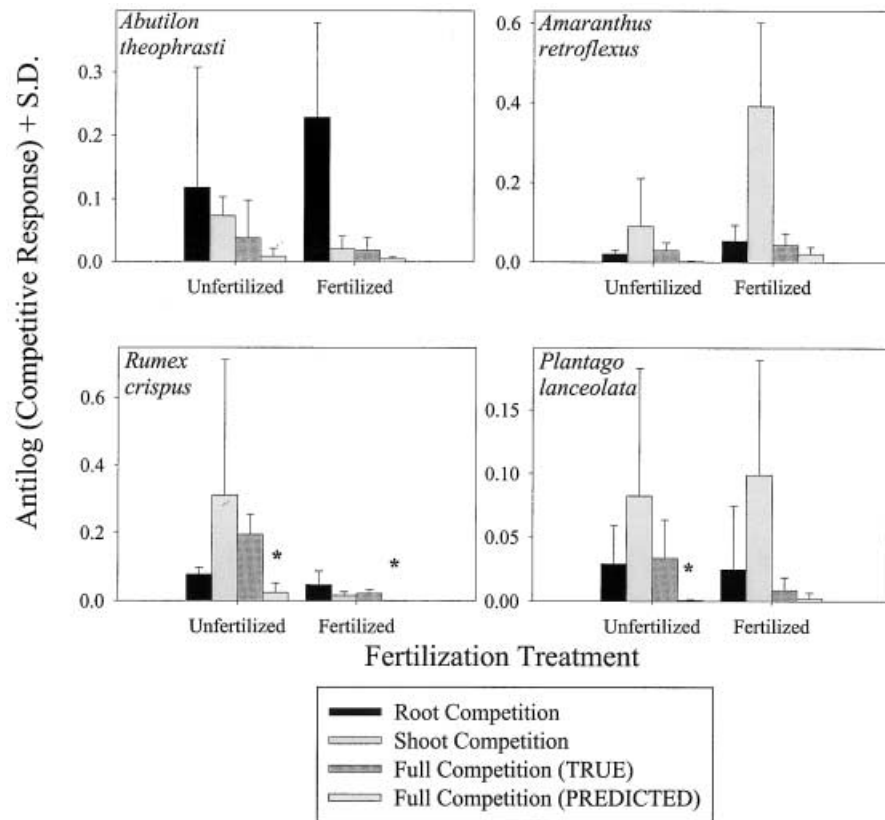 Antilog (Competitive Response) + S.D.
Abutilon
theophrasti
0.3
0.2
0.1
0.0
Unfertilized Fertilized
Amaranthus
retroflexus
0.6
0.4
0.2
0.0
Unfertilized Fertilized
Rumex
crispus
0.6
0.4
0.2
0.0
*
*
Unfertilized Fertilized
Plantago
lanceolata
0.15
0.10
0.05
0.00
*
Unfertilized Fertilized
Fertilization Treatment
Root Competition
Shoot Competition
Full Competition (TRUE)
Full Competition (PREDICTED)